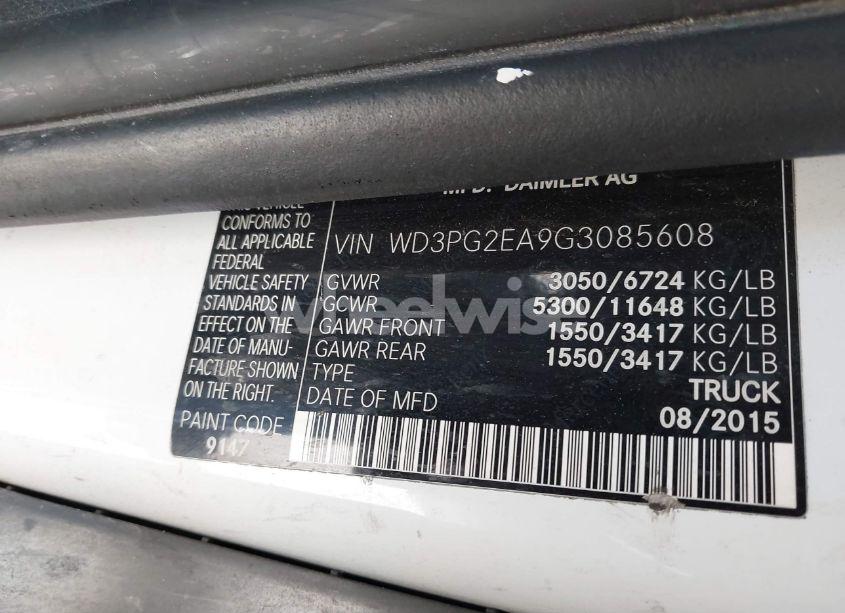 MFD. DAIMLER AG
THIS VEHICLE
CONFORMS TO
ALL APPLICABLE
FEDERAL
VEHICLE SAFETY
STANDARDS IN
EFFECT ON THE
DATE OF MANU-
FACTURE SHOWN
ON THE RIGHT.
PAINT CODE
9147
VIN WD3PG2EA9G3085608
GVWR 3050/6724 KG/LB
GCWR 5300/11648 KG/LB
GAWR FRONT 1550/3417 KG/LB
GAWR REAR 1550/3417 KG/LB
TYPE TRUCK
DATE OF MFD 08/2015
wheelwis